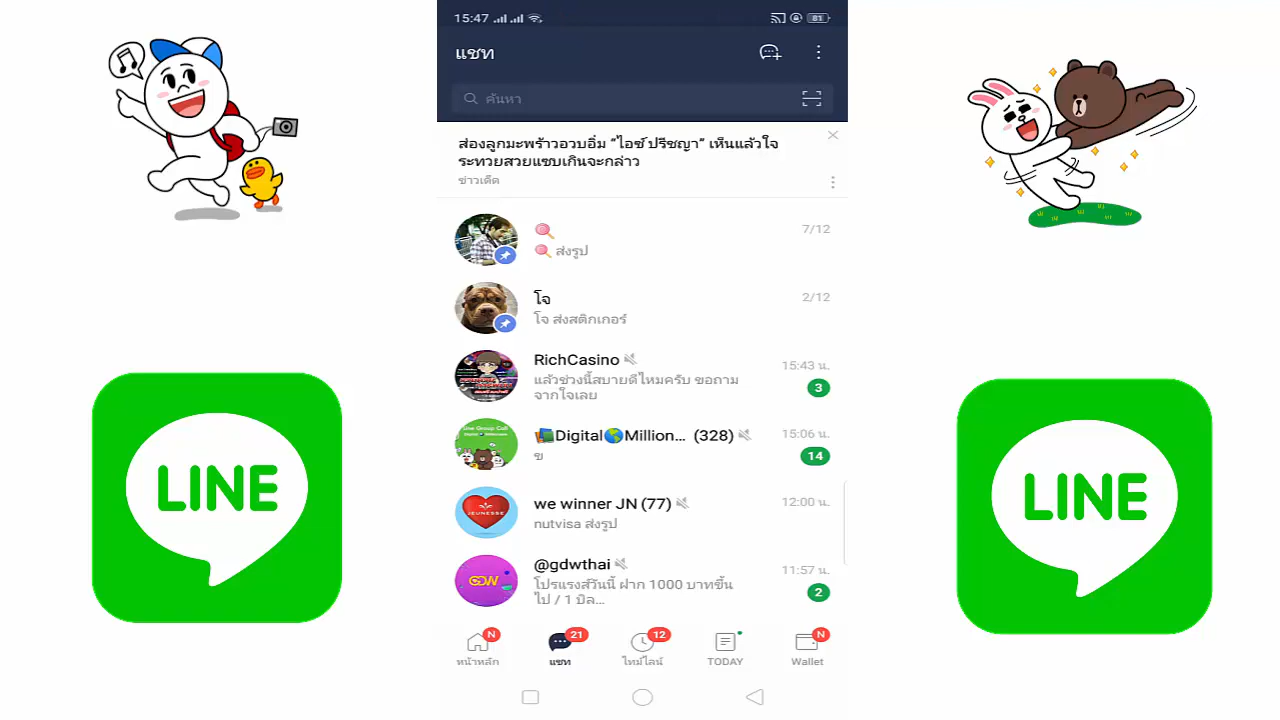 15:47
81
แชท
ค้นหา
ส่องลูกมะพร้าวอวบอิ่ม “ไอซ์ ปรีชญา” เห็นแล้วใจ
ระทวยสวยแซบเกินจะกล่าว
ข่าวเด็ด
7/12
ส่งรูป
โจ
2/12
โจ ส่งสติกเกอร์
RichCasino
15:43 น.
แล้วช่วงนี้สบายดีไหมครับ ขอถาม
จากใจเลย
3
Digital Million... (328)
15:06 น.
ข
14
we winner JN (77)
12:00 น.
nutvisa ส่งรูป
JEUNESSE
@gdwthai
11:57 น.
โปรแรงส์วันนี้ ฝาก 1000 บาทขึ้น
ไป / 1 บิล...
2
GDW
N
21
12
N
หน้าหลัก
แชท
ไทม์ไลน์
TODAY
Wallet
LINE
LINE
Line Group Call